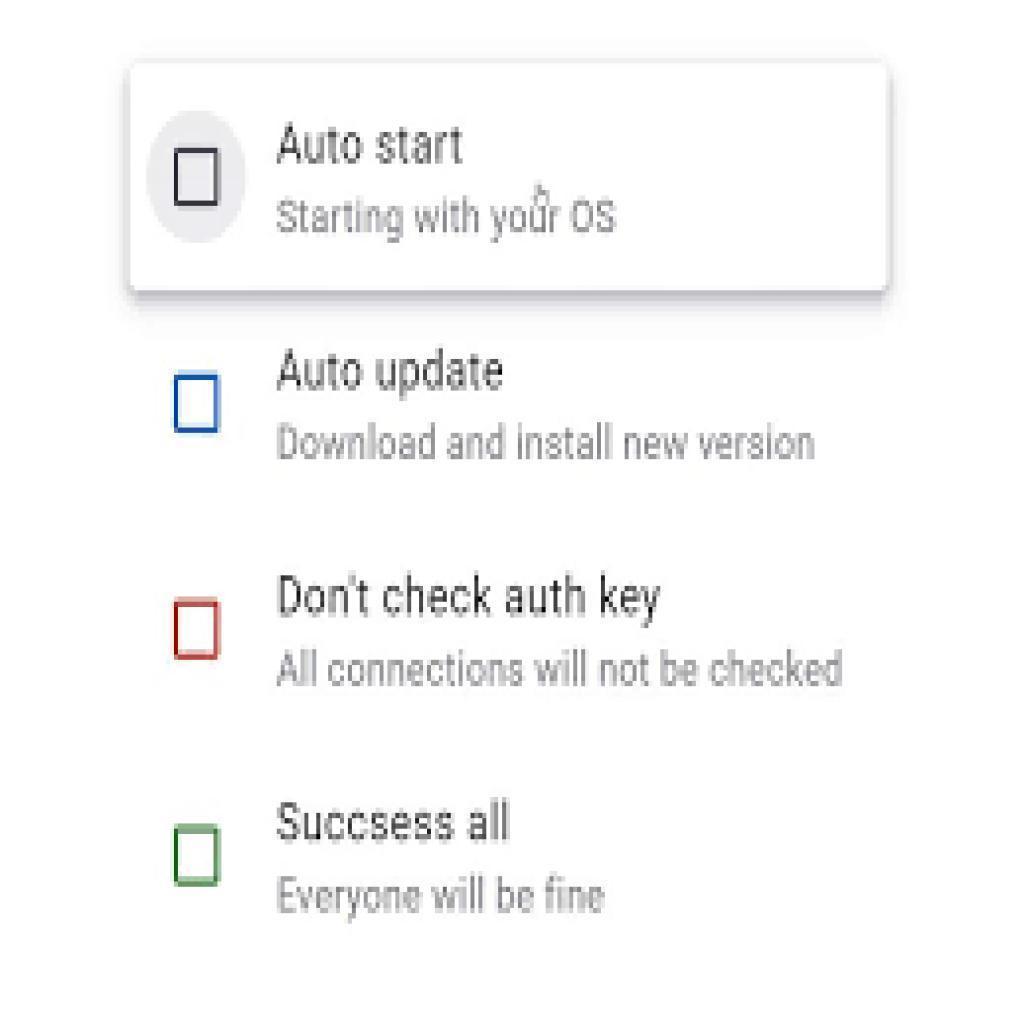 Auto start
Starting with your OS
Auto update
Download and install new version
Don't check auth key
All connections will not be checked
Succsess all
Everyone will be fine